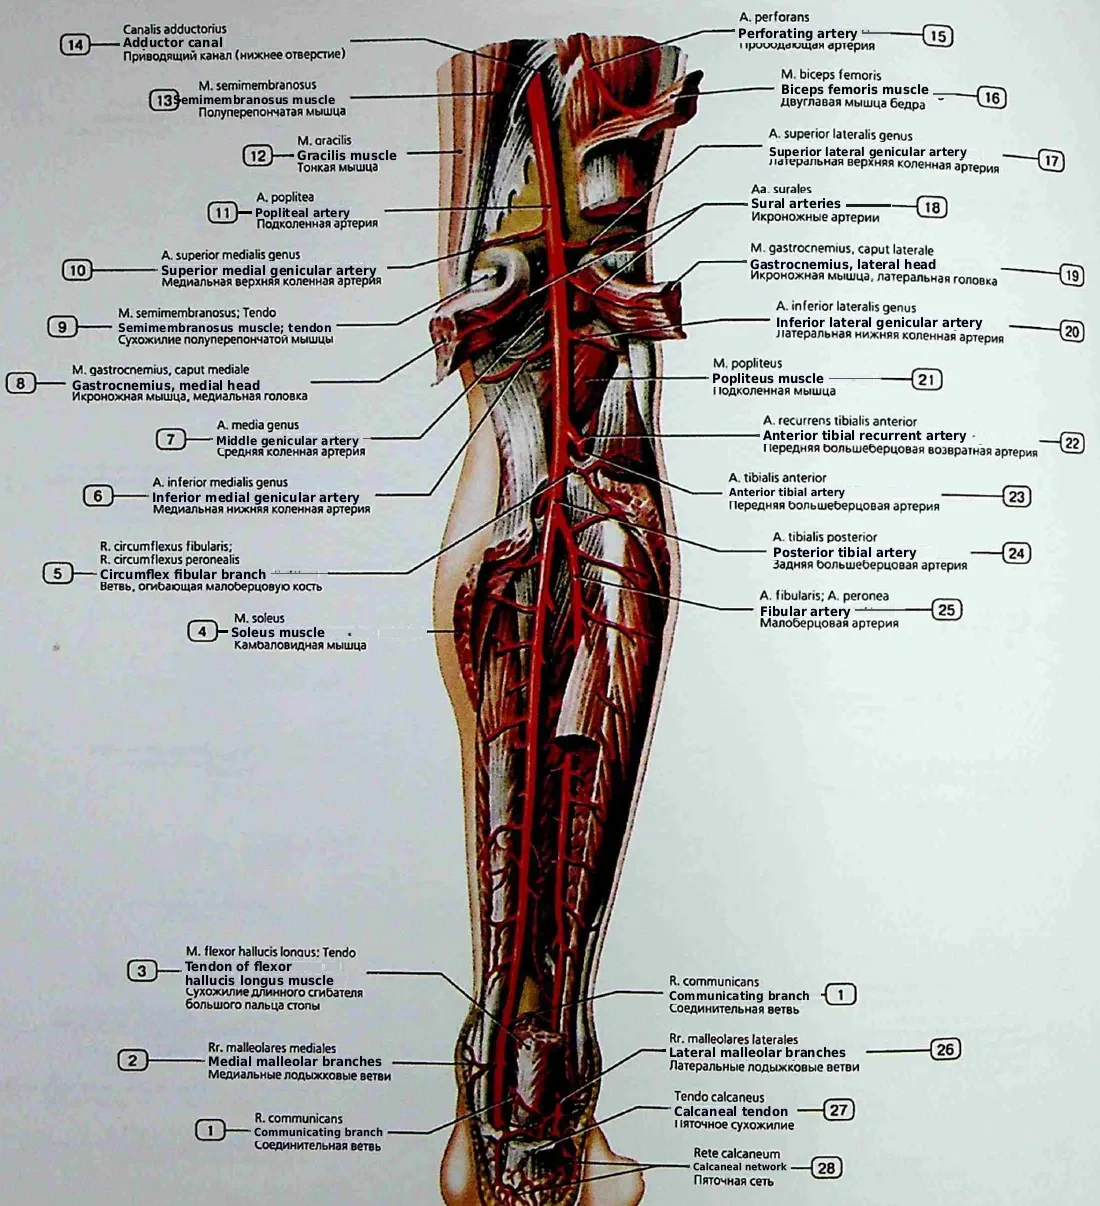 Canalis adductorius
14 Adductor canal
Приводящий канал (нижнее отверстие)
M. semimembranosus
13 Semimembranosus muscle
Полуперепончатая мышца
M. gracilis
12 Gracilis muscle
Тонкая мышца
A. poplitea
11 Popliteal artery
Подколенная артерия
A. superior medialis genus
10 Superior medial genicular artery
Медиальная верхняя коленная артерия
M. semimembranosus; Tendo
9 Semimembranosus muscle; tendon
Сухожилие полуперепончатой мышцы
M. gastrocnemius, caput mediale
8 Gastrocnemius, medial head
Икроножная мышца, медиальная головка
A. media genus
7 Middle genicular artery
Средняя коленная артерия
A. inferior medialis genus
6 Inferior medial genicular artery
Медиальная нижняя коленная артерия
R. circumflexus fibularis;
R. circumflexus peronealis
5 Circumflex fibular branch
Ветвь, огибающая малоберцовую кость
M. soleus
4 Soleus muscle
Камбаловидная мышца
M. flexor hallucis longus: Tendo
3 Tendon of flexor
hallucis longus muscle
Сухожилие длинного сгибателя
большого пальца стопы
Rr. malleolares mediales
2 Medial malleolar branches
Медиальные лодыжковые ветви
R. communicans
1 Communicating branch
Соединительная ветвь
A. perforans
Perforating artery 15
Прободающая артерия
M. biceps femoris
Biceps femoris muscle 16
Двуглавая мышца бедра
A. superior lateralis genus
Superior lateral genicular artery 17
Латеральная верхняя коленная артерия
Aa. surales
Sural arteries 18
Икроножные артерии
M. gastrocnemius, caput laterale
Gastrocnemius, lateral head 19
Икроножная мышца, латеральная головка
A. inferior lateralis genus
Inferior lateral genicular artery 20
Латеральная нижняя коленная артерия
M. popliteus
Popliteus muscle 21
Подколенная мышца
A. recurrens tibialis anterior
Anterior tibial recurrent artery 22
Передняя большеберцовая возвратная артерия
A. tibialis anterior
Anterior tibial artery 23
Передняя большеберцовая артерия
A. tibialis posterior
Posterior tibial artery 24
Задняя большеберцовая артерия
A. fibularis; A. peronea
Fibular artery 25
Малоберцовая артерия
R. communicans
Communicating branch 1
Соединительная ветвь
Rr. malleolares laterales
Lateral malleolar branches 26
Латеральные лодыжковые ветви
Tendo calcaneus
Calcaneal tendon 27
Пяточное сухожилие
Rete calcaneum
Calcaneal network 28
Пяточная сеть